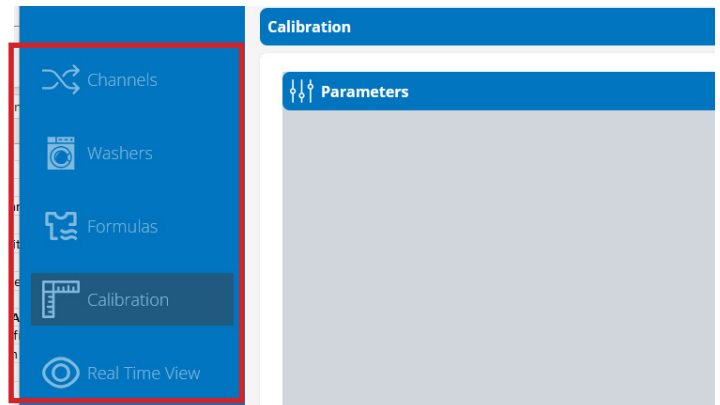 Calibration
Channels
Parameters
Washers
Formulas
Calibration
Real Time View